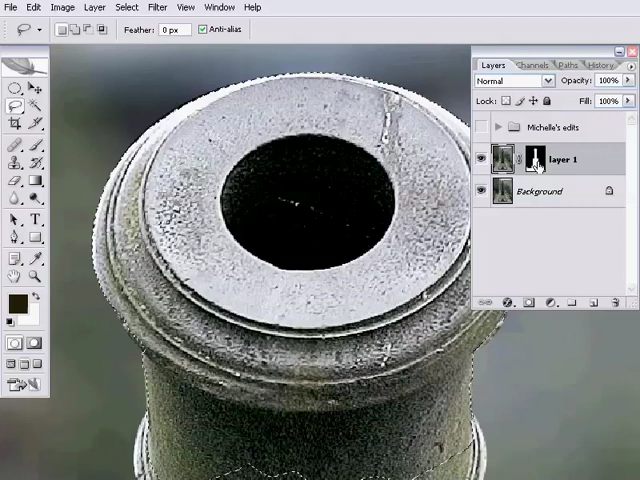 File Edit Image Layer Select Filter View Window Help
Feather: 0 px Anti-alias
Layers Channels Paths History
Normal Opacity: 100%
Lock: Fill: 100%
Michelle's edits
layer 1
Background
T